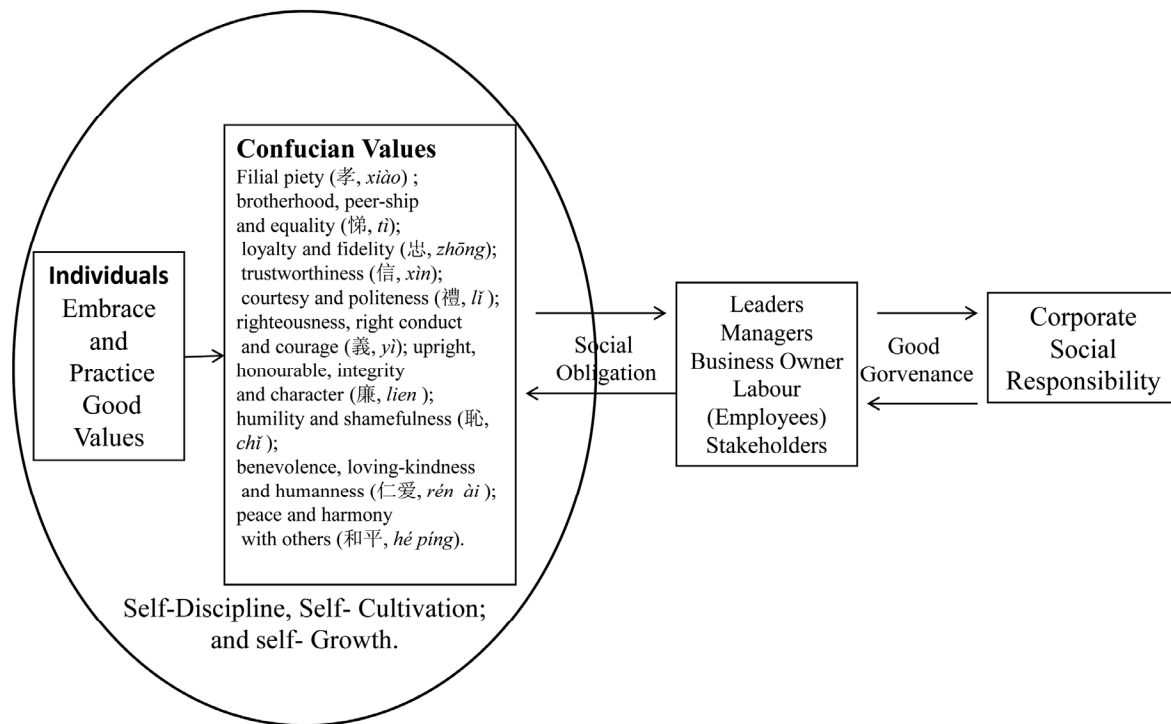 Individuals
Embrace
and
Practice
Good
Values
Confucian Values
Filial piety (孝, xiào) ;
brotherhood, peer-ship
and equality (悌, tì);
loyalty and fidelity (忠, zhōng);
trustworthiness (信, xìn);
courtesy and politeness (禮, lǐ );
righteousness, right conduct
and courage (義, yì); upright,
honourable, integrity
and character (廉, lien )
humility and shamefulness (恥,
chǐ );
benevolence, loving-kindness
and humanness (仁爱, rén ài );
peace and harmony
with others (和平, hé píng).
Self-Discipline, Self- Cultivation;
and self- Growth.
Social
Obligation
Leaders
Managers
Business Owner
Labour
(Employees)
Stakeholders
Good
Gorvenance
Corporate
Social
Responsibility